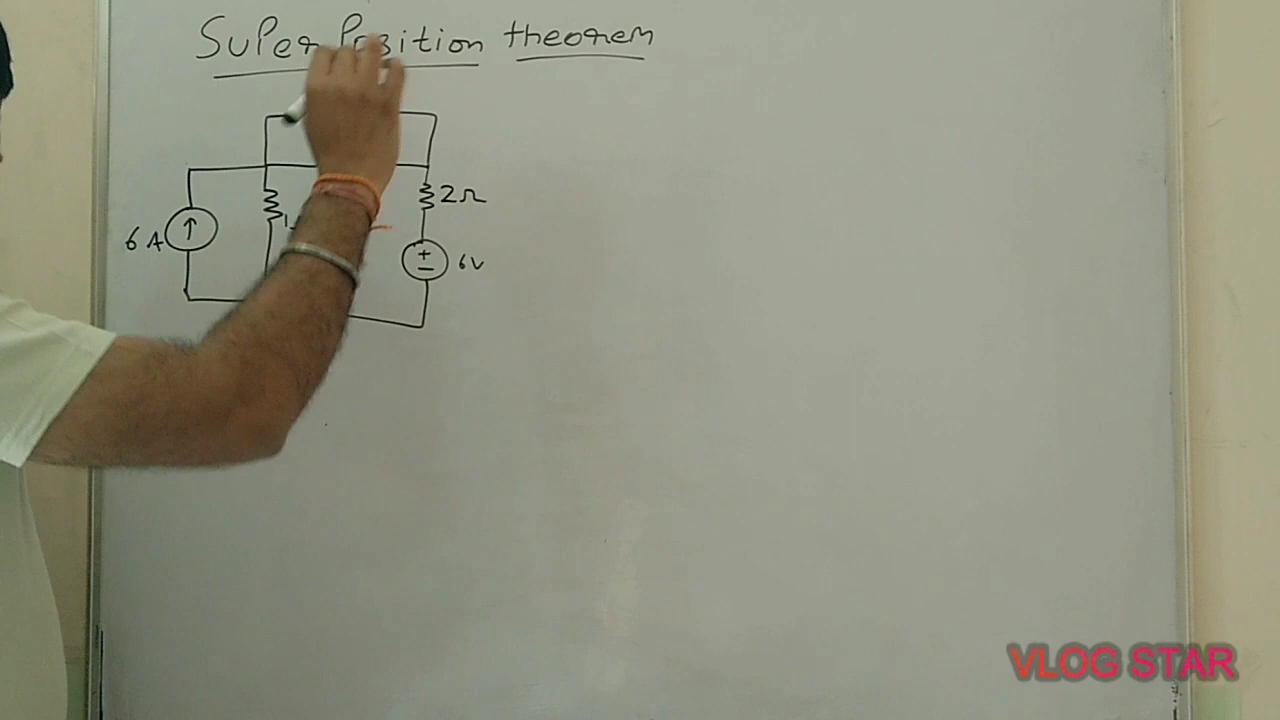 Super Position theorem
6 A
2Ω
6V
VLOG STAR